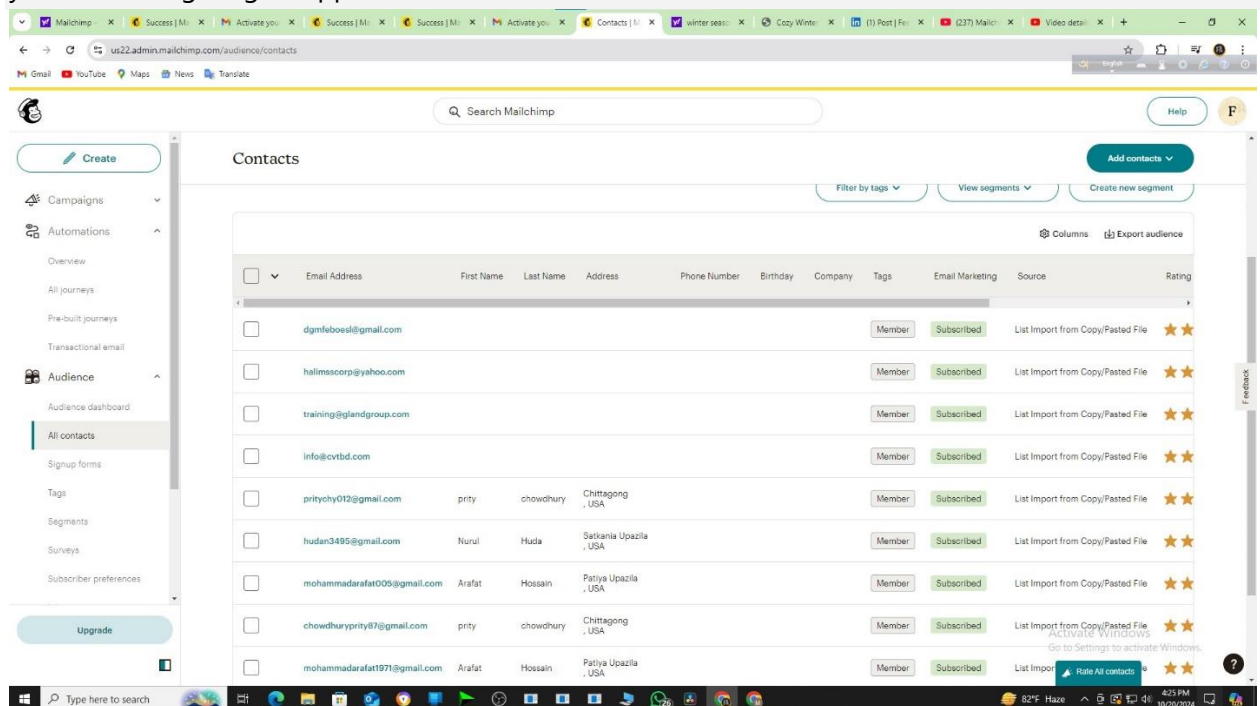 Mailchimp
Success | Ma
Activate you
Success | Ma
Success | Ma
Activate you
Contacts | M
winter seaso
Cozy Winter
(1) Post | Fee
(237) Mailch
Video detail
us22.admin.mailchimp.com/audience/contacts
Gmail YouTube Maps News Translate
English
Search Mailchimp
Help
F
Create
Contacts
Add contacts
Filter by tags View segments Create new segment
Campaigns
Automations
Overview
All journeys
Pre-built journeys
Transactional email
Audience
Audience dashboard
All contacts
Signup forms
Tags
Segments
Surveys
Subscriber preferences
Upgrade
Columns Export audience
Email Address First Name Last Name Address Phone Number Birthday Company Tags Email Marketing Source Rating
dgmfeboesl@gmail.com Member Subscribed List Import from Copy/Pasted File
halimsscorp@yahoo.com Member Subscribed List Import from Copy/Pasted File
training@glandgroup.com Member Subscribed List Import from Copy/Pasted File
info@cvtbd.com Member Subscribed List Import from Copy/Pasted File
pritychy012@gmail.com prity chowdhury Chittagong , USA Member Subscribed List Import from Copy/Pasted File
hudan3495@gmail.com Nurul Huda Satkania Upazila , USA Member Subscribed List Import from Copy/Pasted File
mohammadarafat005@gmail.com Arafat Hossain Patiya Upazila , USA Member Subscribed List Import from Copy/Pasted File
chowdhuryprity87@gmail.com prity chowdhury Chittagong , USA Member Subscribed List Import from Copy/Pasted File
mohammadarafat1971@gmail.com Arafat Hossain Patiya Upazila , USA Member Subscribed List Impor
Feedback
Activate Windows
Go to Settings to activate Windows.
Rate All contacts
?
Type here to search
26
82°F Haze
4:25 PM
10/20/2024